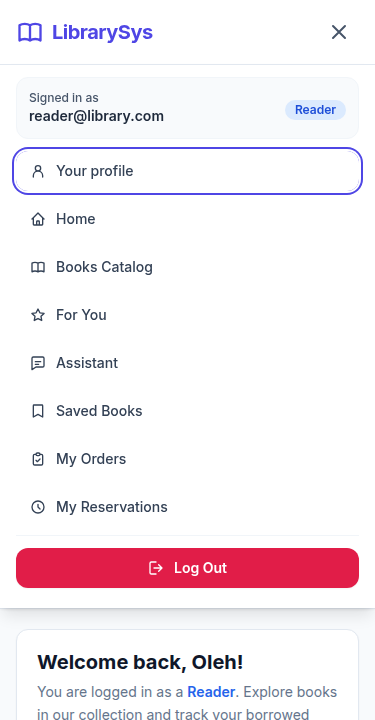 LibrarySys
Signed in as
reader@library.com
Reader
Your profile
Home
Books Catalog
For You
Assistant
Saved Books
My Orders
My Reservations
Log Out
Welcome back, Oleh!
You are logged in as a Reader. Explore books
in our collection and track your borrowed